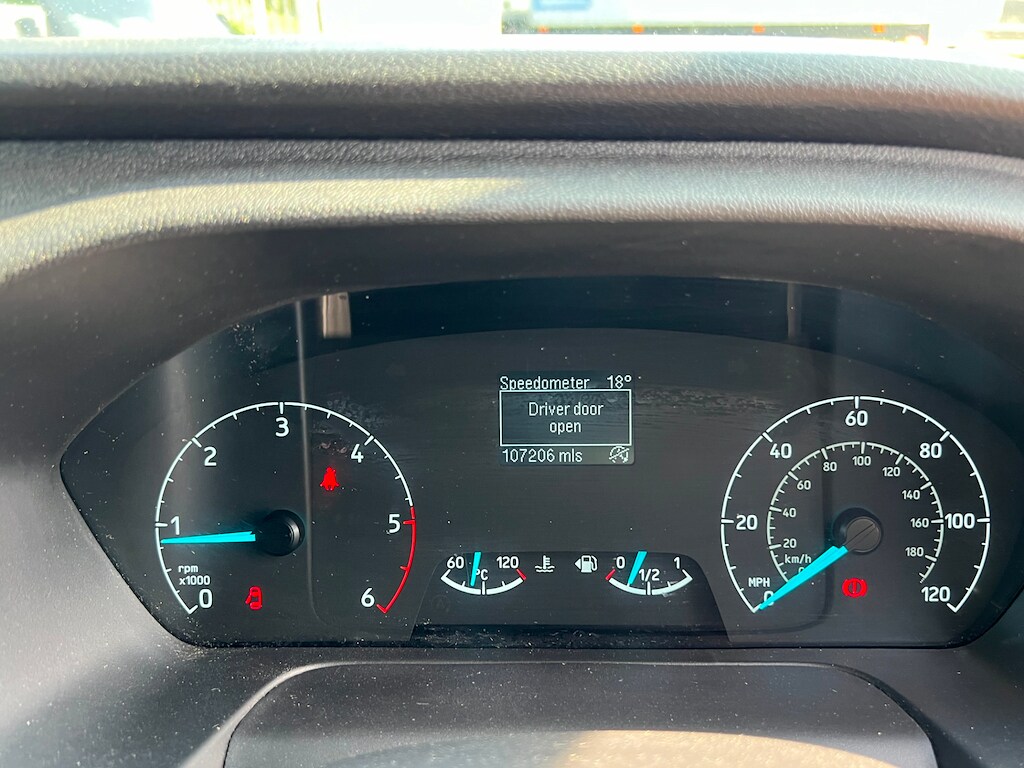 Speedometer 18°
Driver door
open
107206 mls
0 1 2 3 4 5 6
rpm
x1000
60 120
°C
0 1/2 1
0 20 40 60 80 100 120
MPH
20 40 60 80 100 120 140 160 180
km/h